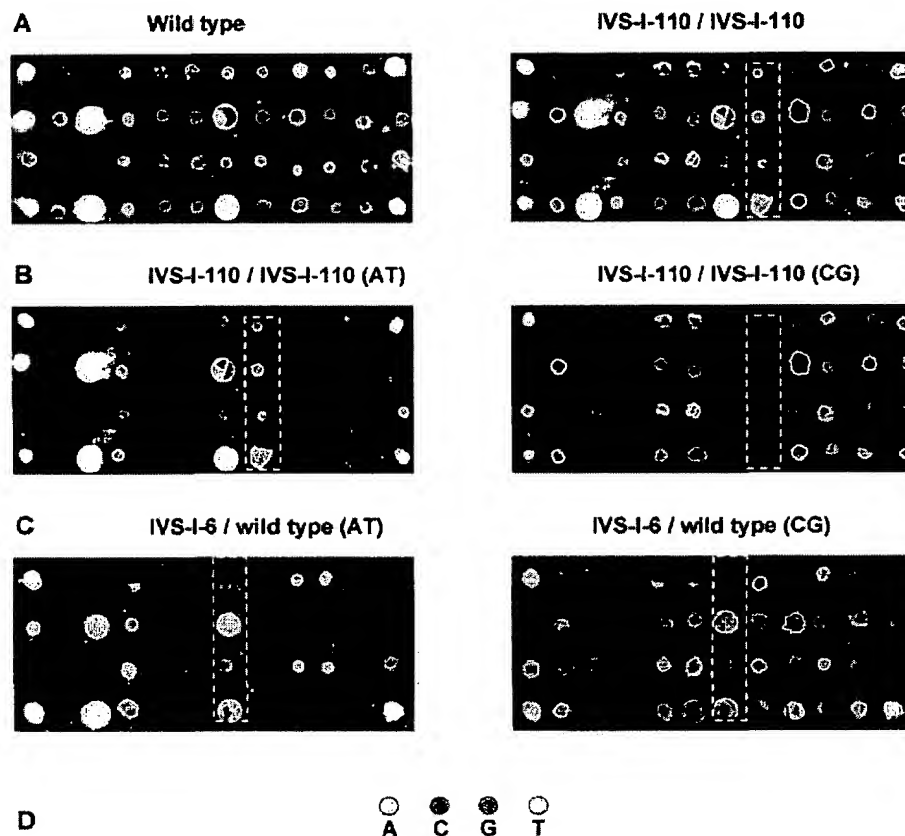 A Wild type IVS-I-110 / IVS-I-110
B IVS-I-110 / IVS-I-110 (AT) IVS-I-110 / IVS-I-110 (CG)
C IVS-I-6 / wild type (AT) IVS-I-6 / wild type (CG)
D
A C G T